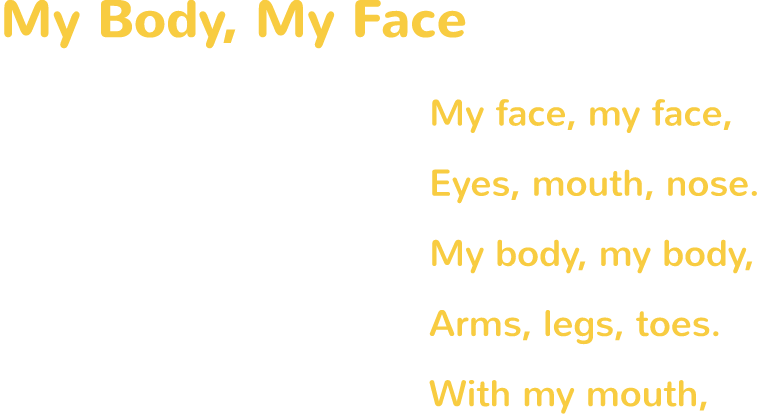 My Body, My Face
My face, my face,
Eyes, mouth, nose.
My body, my body,
Arms, legs, toes.
With my mouth,